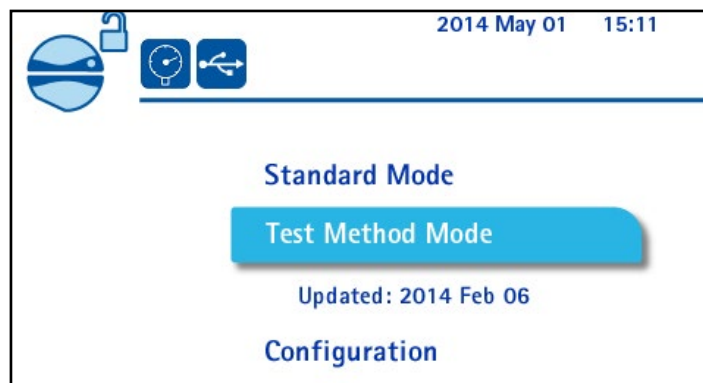 2014 May 01 15:11
Standard Mode
Test Method Mode
Updated: 2014 Feb 06
Configuration